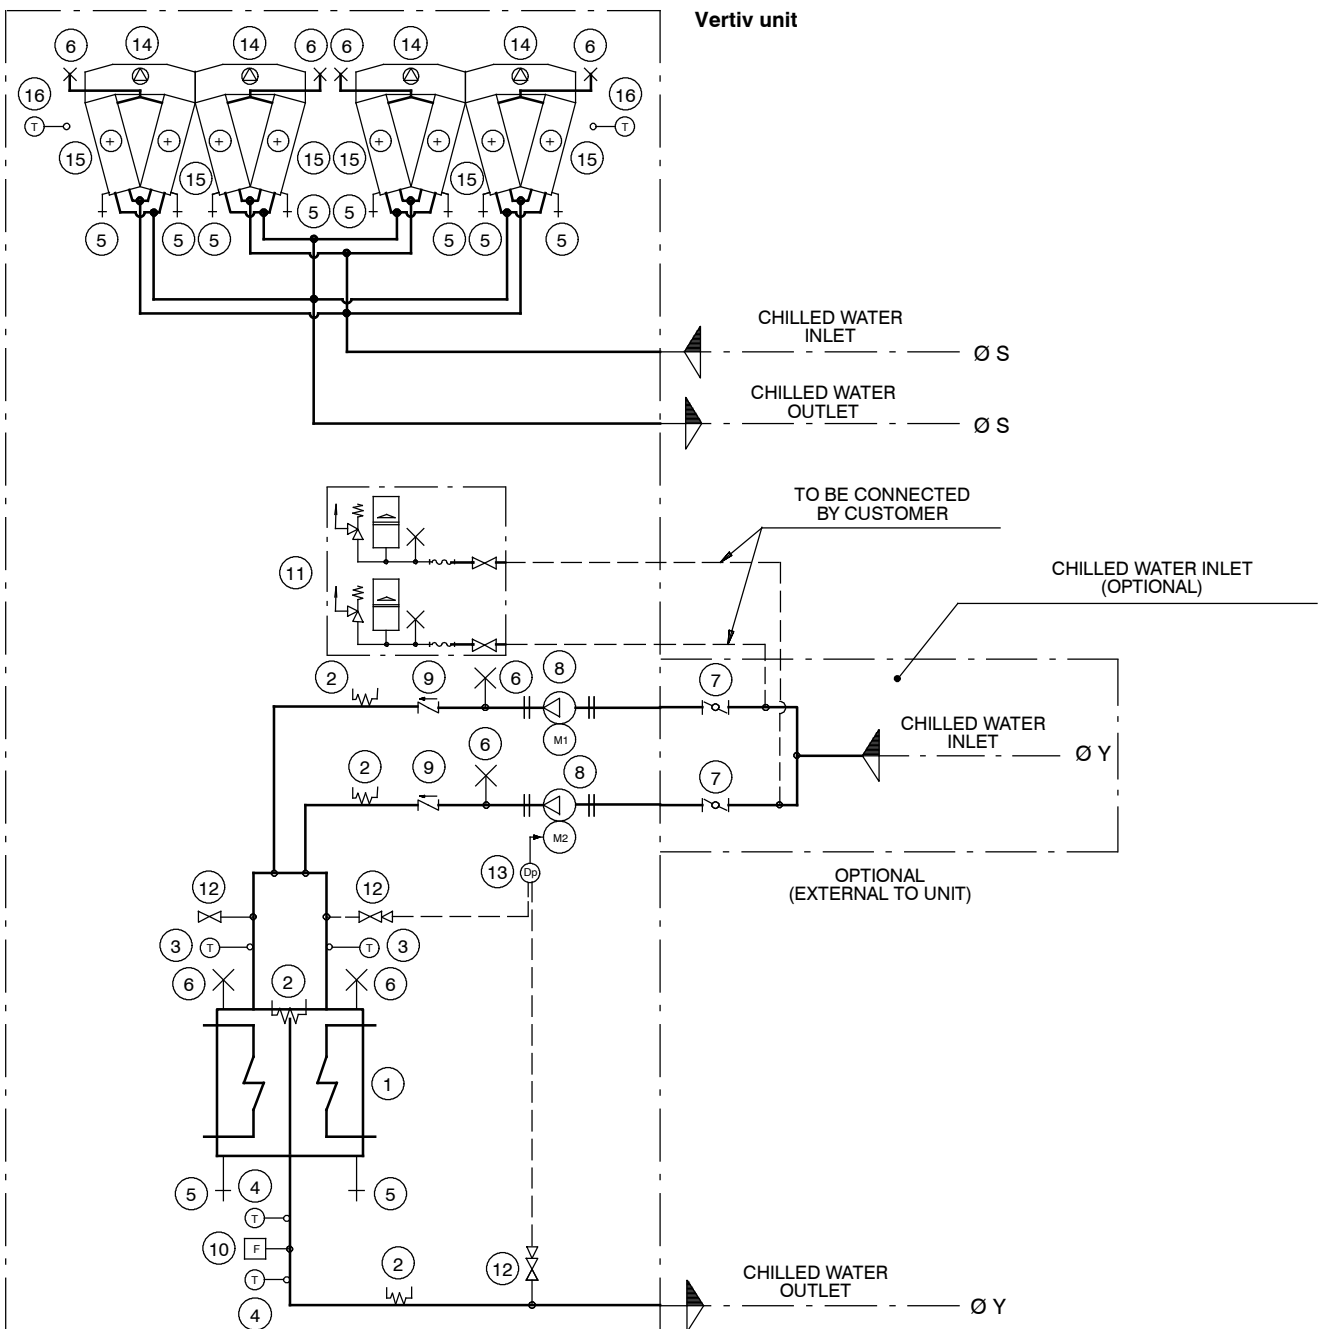 Vertiv unit
6 14 14 6 6 14 14 6
16 16
T T
+ + + + + + + +
15 15 15 15
15 15
5 5
5 5 5 5 5 5
CHILLED WATER
INLET
Ø S
CHILLED WATER
OUTLET
Ø S
TO BE CONNECTED
BY CUSTOMER
11
CHILLED WATER INLET
(OPTIONAL)
2 9 6 8 7
M1
CHILLED WATER
INLET
Ø Y
6
2 9 8 7
M2
13 Dp
OPTIONAL
(EXTERNAL TO UNIT)
12 12
3 T T 3
6 2 6
1
5 4 5
T
10 F
2 12
T
4
CHILLED WATER
OUTLET
Ø Y